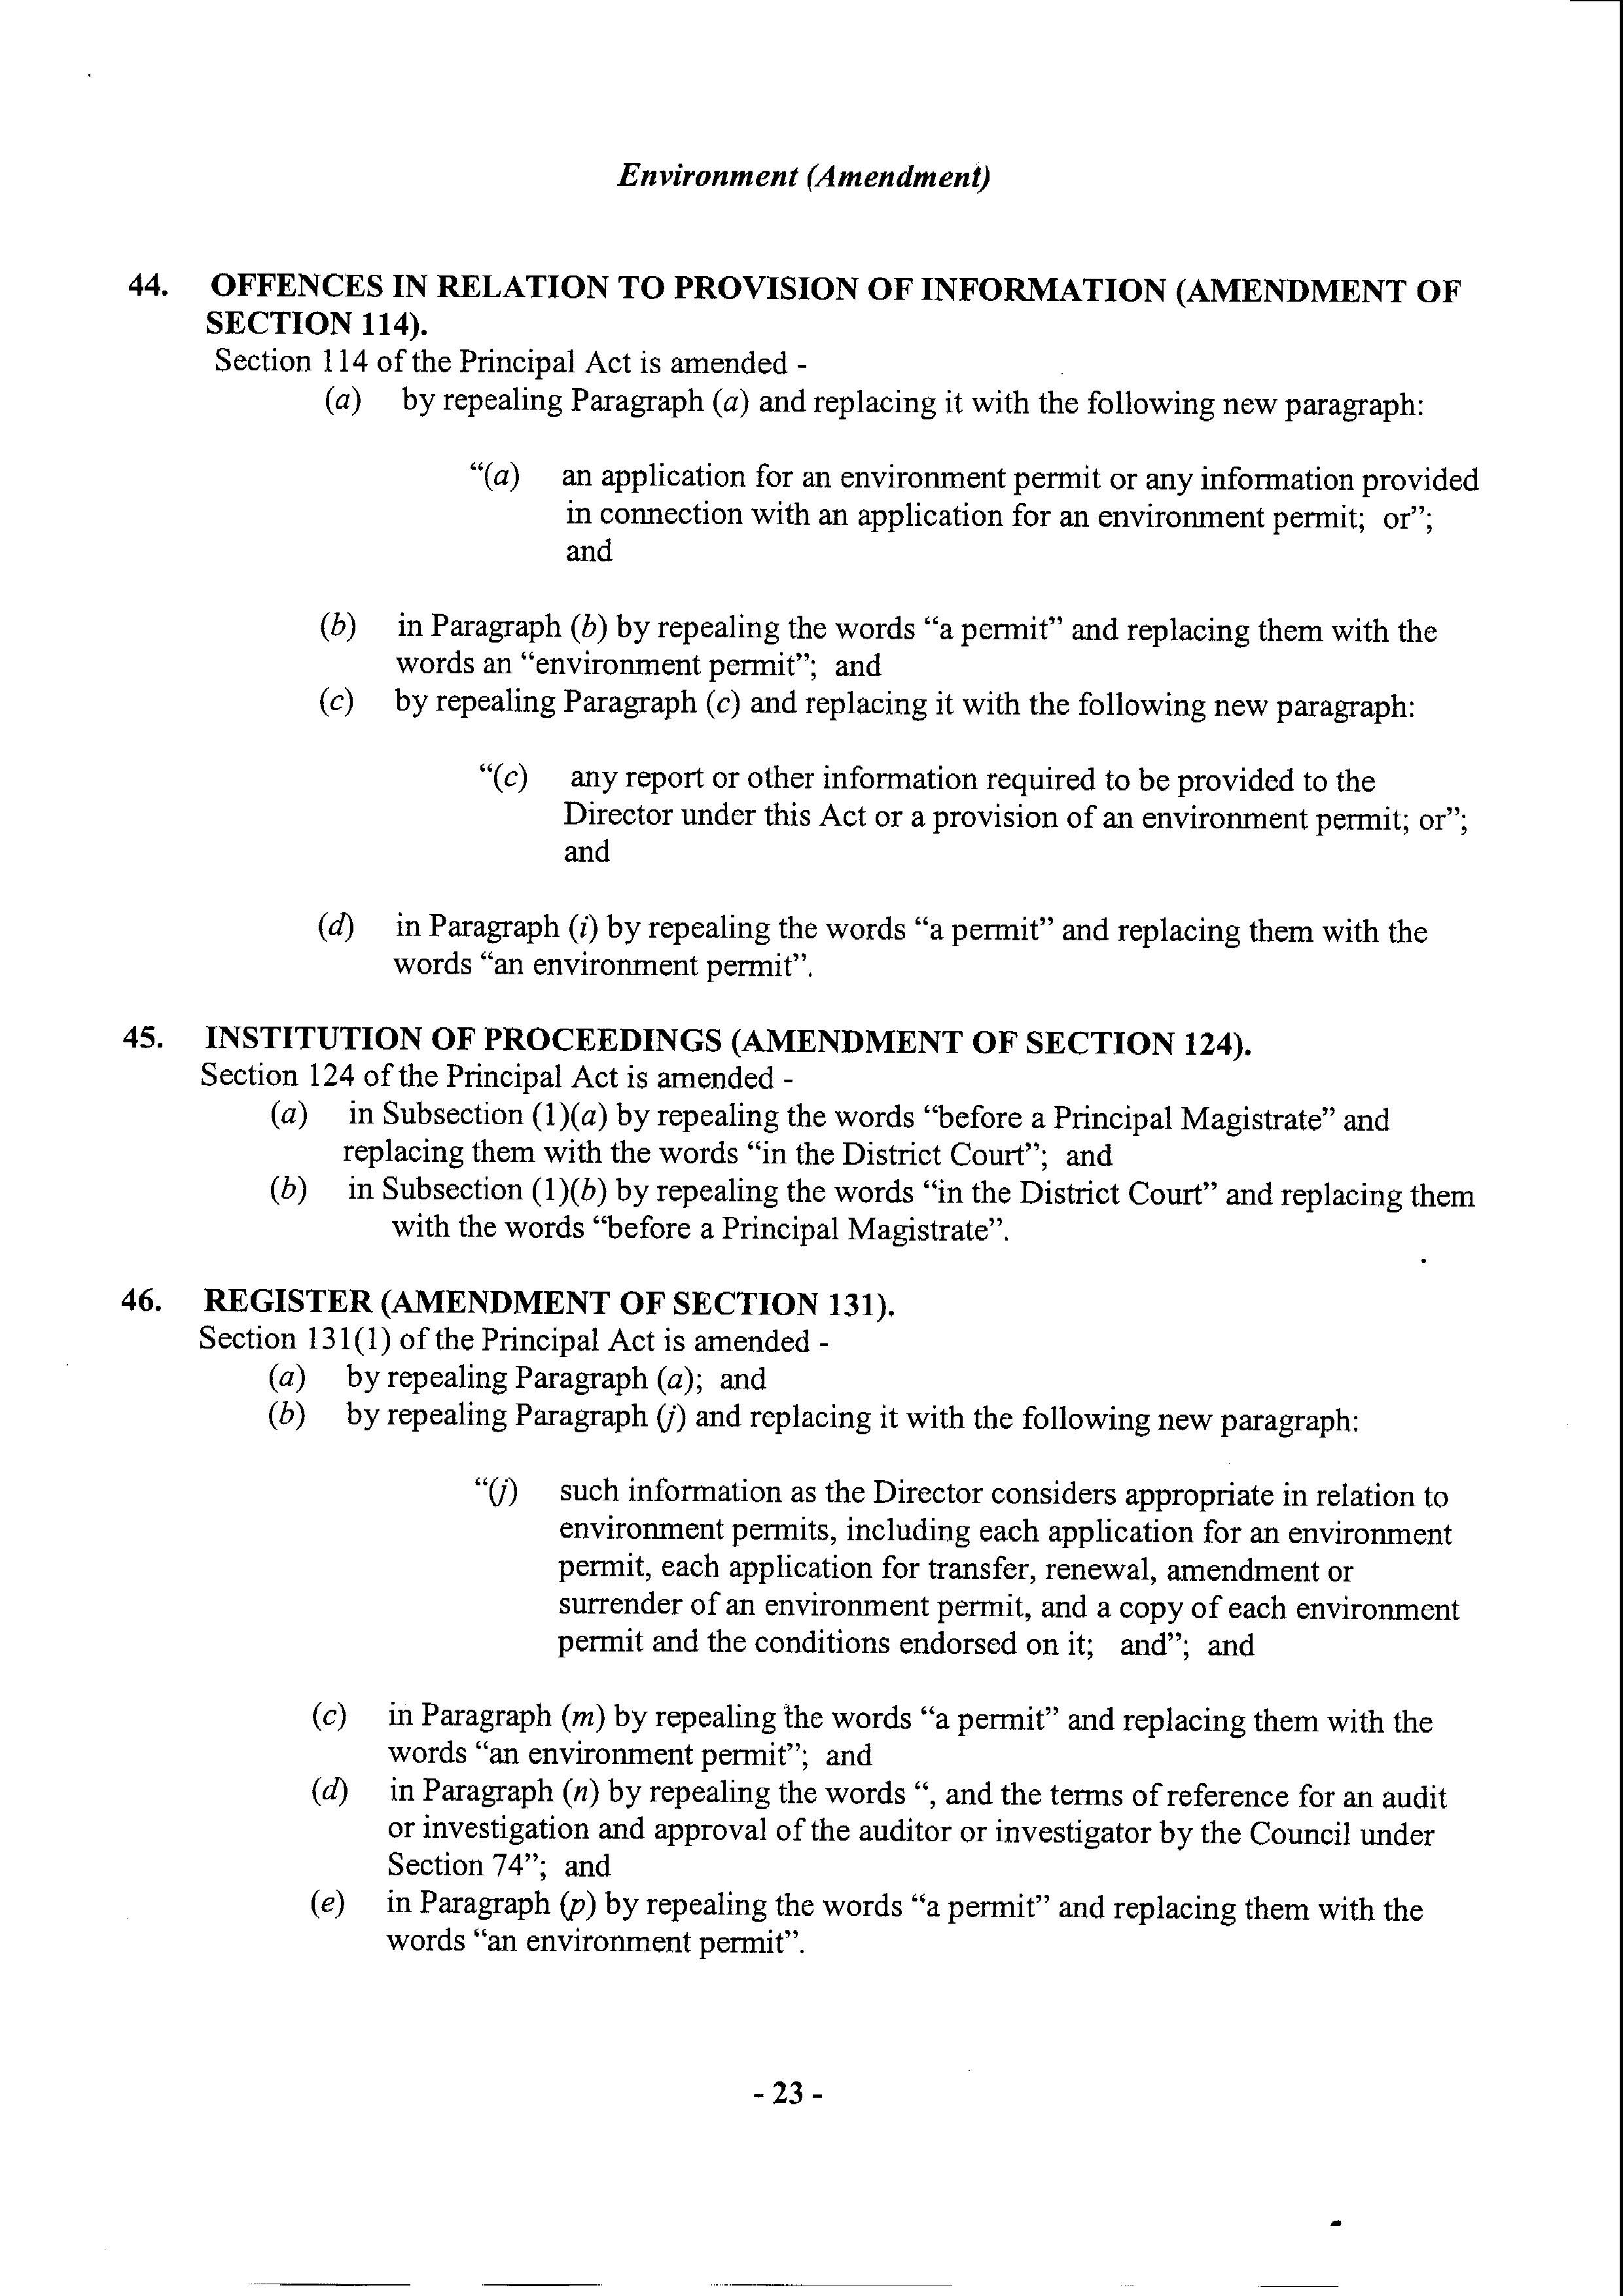 Environment (Amendment)
44. OFFENCES IN RELATION TO PROVISION OF INFORMATION (AMENDMENT OF
SECTION 114).
Section 114 of the Principal Act is amended -
(a) by repealing Paragraph (a) and replacing it with the following new paragraph:
“(a) an application for an environment permit or any information provided
in connection with an application for an environment permit; or”;
and
(b) in Paragraph (b) by repealing the words “a permit” and replacing them with the
words an “environment permit”; and
(c) by repealing Paragraph (c) and replacing it with the following new paragraph:
“(c) any report or other information required to be provided to the
Director under this Act or a provision of an environment permit; or”;
and
(d) in Paragraph (i) by repealing the words “a permit” and replacing them with the
words “an environment permit”.
45. INSTITUTION OF PROCEEDINGS (AMENDMENT OF SECTION 124).
Section 124 of the Principal Act is amended -
(a) in Subsection (1)(a) by repealing the words “before a Principal Magistrate” and
replacing them with the words “in the District Court”; and
(b) in Subsection (1)(b) by repealing the words “in the District Court” and replacing them
with the words “before a Principal Magistrate”.
46. REGISTER (AMENDMENT OF SECTION 131).
Section 131(1) of the Principal Act is amended -
(a) by repealing Paragraph (a); and
(b) by repealing Paragraph (j) and replacing it with the following new paragraph:
“(j) such information as the Director considers appropriate in relation to
environment permits, including each application for an environment
permit, each application for transfer, renewal, amendment or
surrender of an environment permit, and a copy of each environment
permit and the conditions endorsed on it; and”; and
(c) in Paragraph (m) by repealing the words “a permit” and replacing them with the
words “an environment permit”; and
(d) in Paragraph (n) by repealing the words “, and the terms of reference for an audit
or investigation and approval of the auditor or investigator by the Council under
Section 74”; and
(e) in Paragraph (p) by repealing the words “a permit” and replacing them with the
words “an environment permit”.
- 23 -